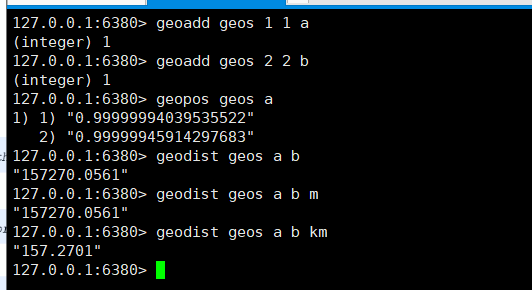 127.0.0.1:6380> geoadd geos 1 1 a
(integer) 1
127.0.0.1:6380> geoadd geos 2 2 b
(integer) 1
127.0.0.1:6380> geopos geos a
1) 1) "0.99999994039535522"
   2) "0.99999945914297683"
127.0.0.1:6380> geodist geos a b
"157270.0561"
127.0.0.1:6380> geodist geos a b m
"157270.0561"
127.0.0.1:6380> geodist geos a b km
"157.2701"
127.0.0.1:6380>